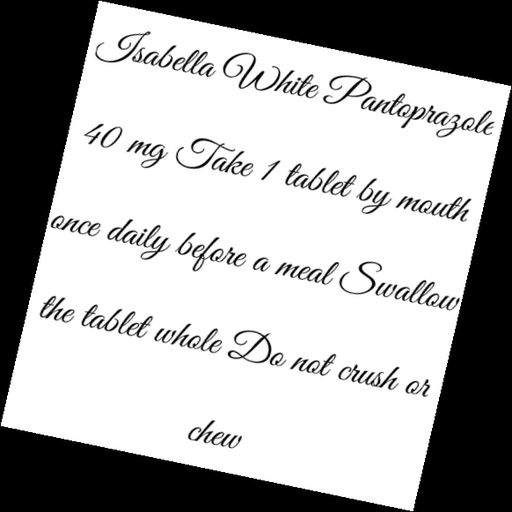 Isabella White Pantoprazole
40 mg Take 1 tablet by mouth
once daily before a meal Swallow
the tablet whole Do not crush or
chew